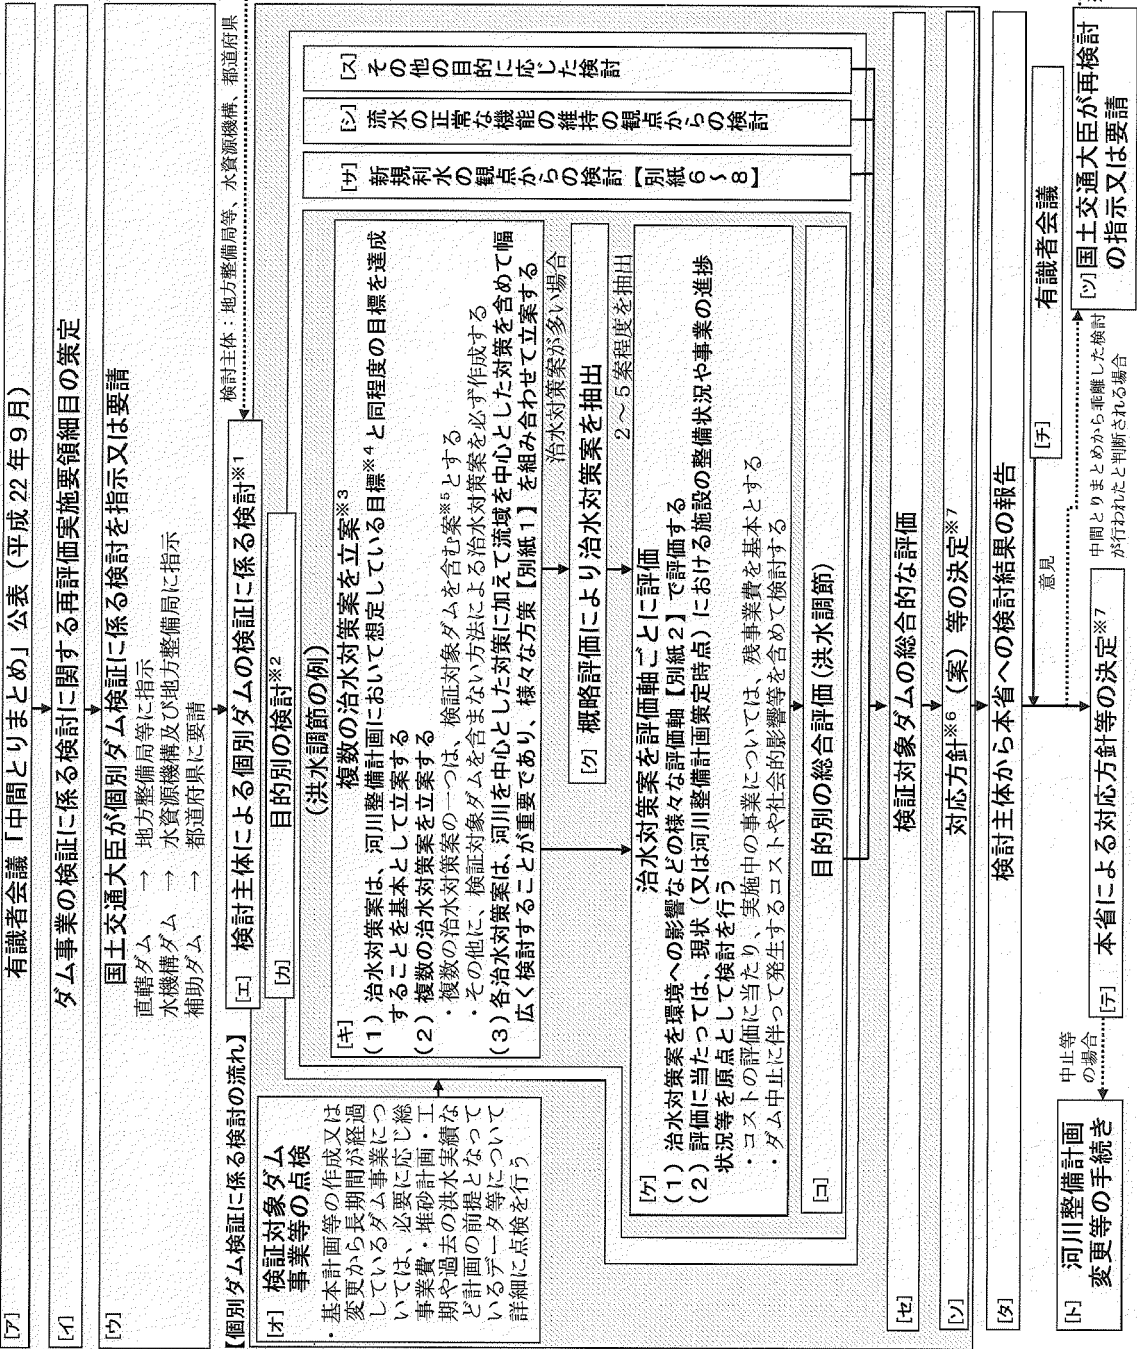 [ア] 有識者会議「中間とりまとめ」公表（平成22年9月）
[イ] ダム事業の検証に係る検討に関する再評価実施要領細目の策定
[ウ] 国土交通大臣が個別ダム検証に係る検討を指示又は要請
直轄ダム → 地方整備局等に指示
水機構ダム → 水資源機構及び地方整備局に指示
補助ダム → 都道府県に要請
【個別ダム検証に係る検討の流れ】
[エ] 検討主体による個別ダムの検証に係る検討※1
検討主体：地方整備局等、水資源機構、都道府県
[オ] 検証対象ダム
事業等の点検
・基本計画等の作成又は
変更から長期間が経過
しているダム事業につ
いては、必要に応じ総
事業費・堆砂計画・工
期や過去の洪水実績な
ど計画の前提となって
いるデータ等について
詳細に点検を行う
[カ] 目的別の検討※2
（洪水調節の例）
[キ] 複数の治水対策案を立案※3
（1）治水対策案は、河川整備計画において想定している目標※4と同程度の目標を達成
することを基本として立案する
（2）複数の治水対策案を立案する
・複数の治水対策案の一つは、検証対象ダムを含む案※5とする
・その他に、検証対象ダムを含まない方法による治水対策案を必ず作成する
（3）各治水対策案は、河川を中心とした対策に加えて流域を中心とした対策を含めて幅
広く検討することが重要であり、様々な方策【別紙1】を組み合わせて立案する
治水対策案が多い場合
[ク] 概略評価により治水対策案を抽出
2～5案程度を抽出
[ケ] 治水対策案を評価軸ごとに評価
（1）治水対策案を環境への影響などの様々な評価軸【別紙2】で評価する
（2）評価に当たっては、現状（又は河川整備計画策定時点）における施設の整備状況や事業の進捗
状況等を原点として検討を行う
・コストの評価に当たり、実施中の事業については、残事業費を基本とする
・ダム中止に伴って発生するコストや社会的影響等を含めて検討する
[コ] 目的別の総合評価（洪水調節）
[サ] 新規利水の観点からの検討【別紙6～8】
[シ] 流水の正常な機能の維持の観点からの検討
[ス] その他の目的に応じた検討
[セ] 検証対象ダムの総合的な評価
[ソ] 対応方針※6（案）等の決定※7
[タ] 検討主体から本省への検討結果の報告
[チ] 有識者会議
意見
[ツ] 国土交通大臣が再検討
の指示又は要請
中間とりまとめから乖離した検討
が行われたと判断される場合
[テ] 本省による対応方針等の決定※7
中止等
の場合
[ト] 河川整備計画
変更等の手続き